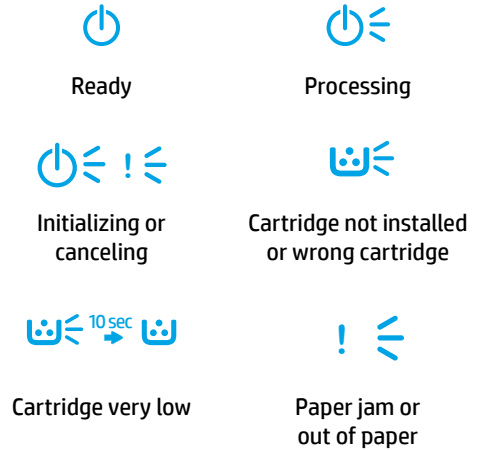 Ready
Processing
!
Initializing or
canceling
Cartridge not installed
or wrong cartridge
10 sec
Cartridge very low
!
Paper jam or
out of paper